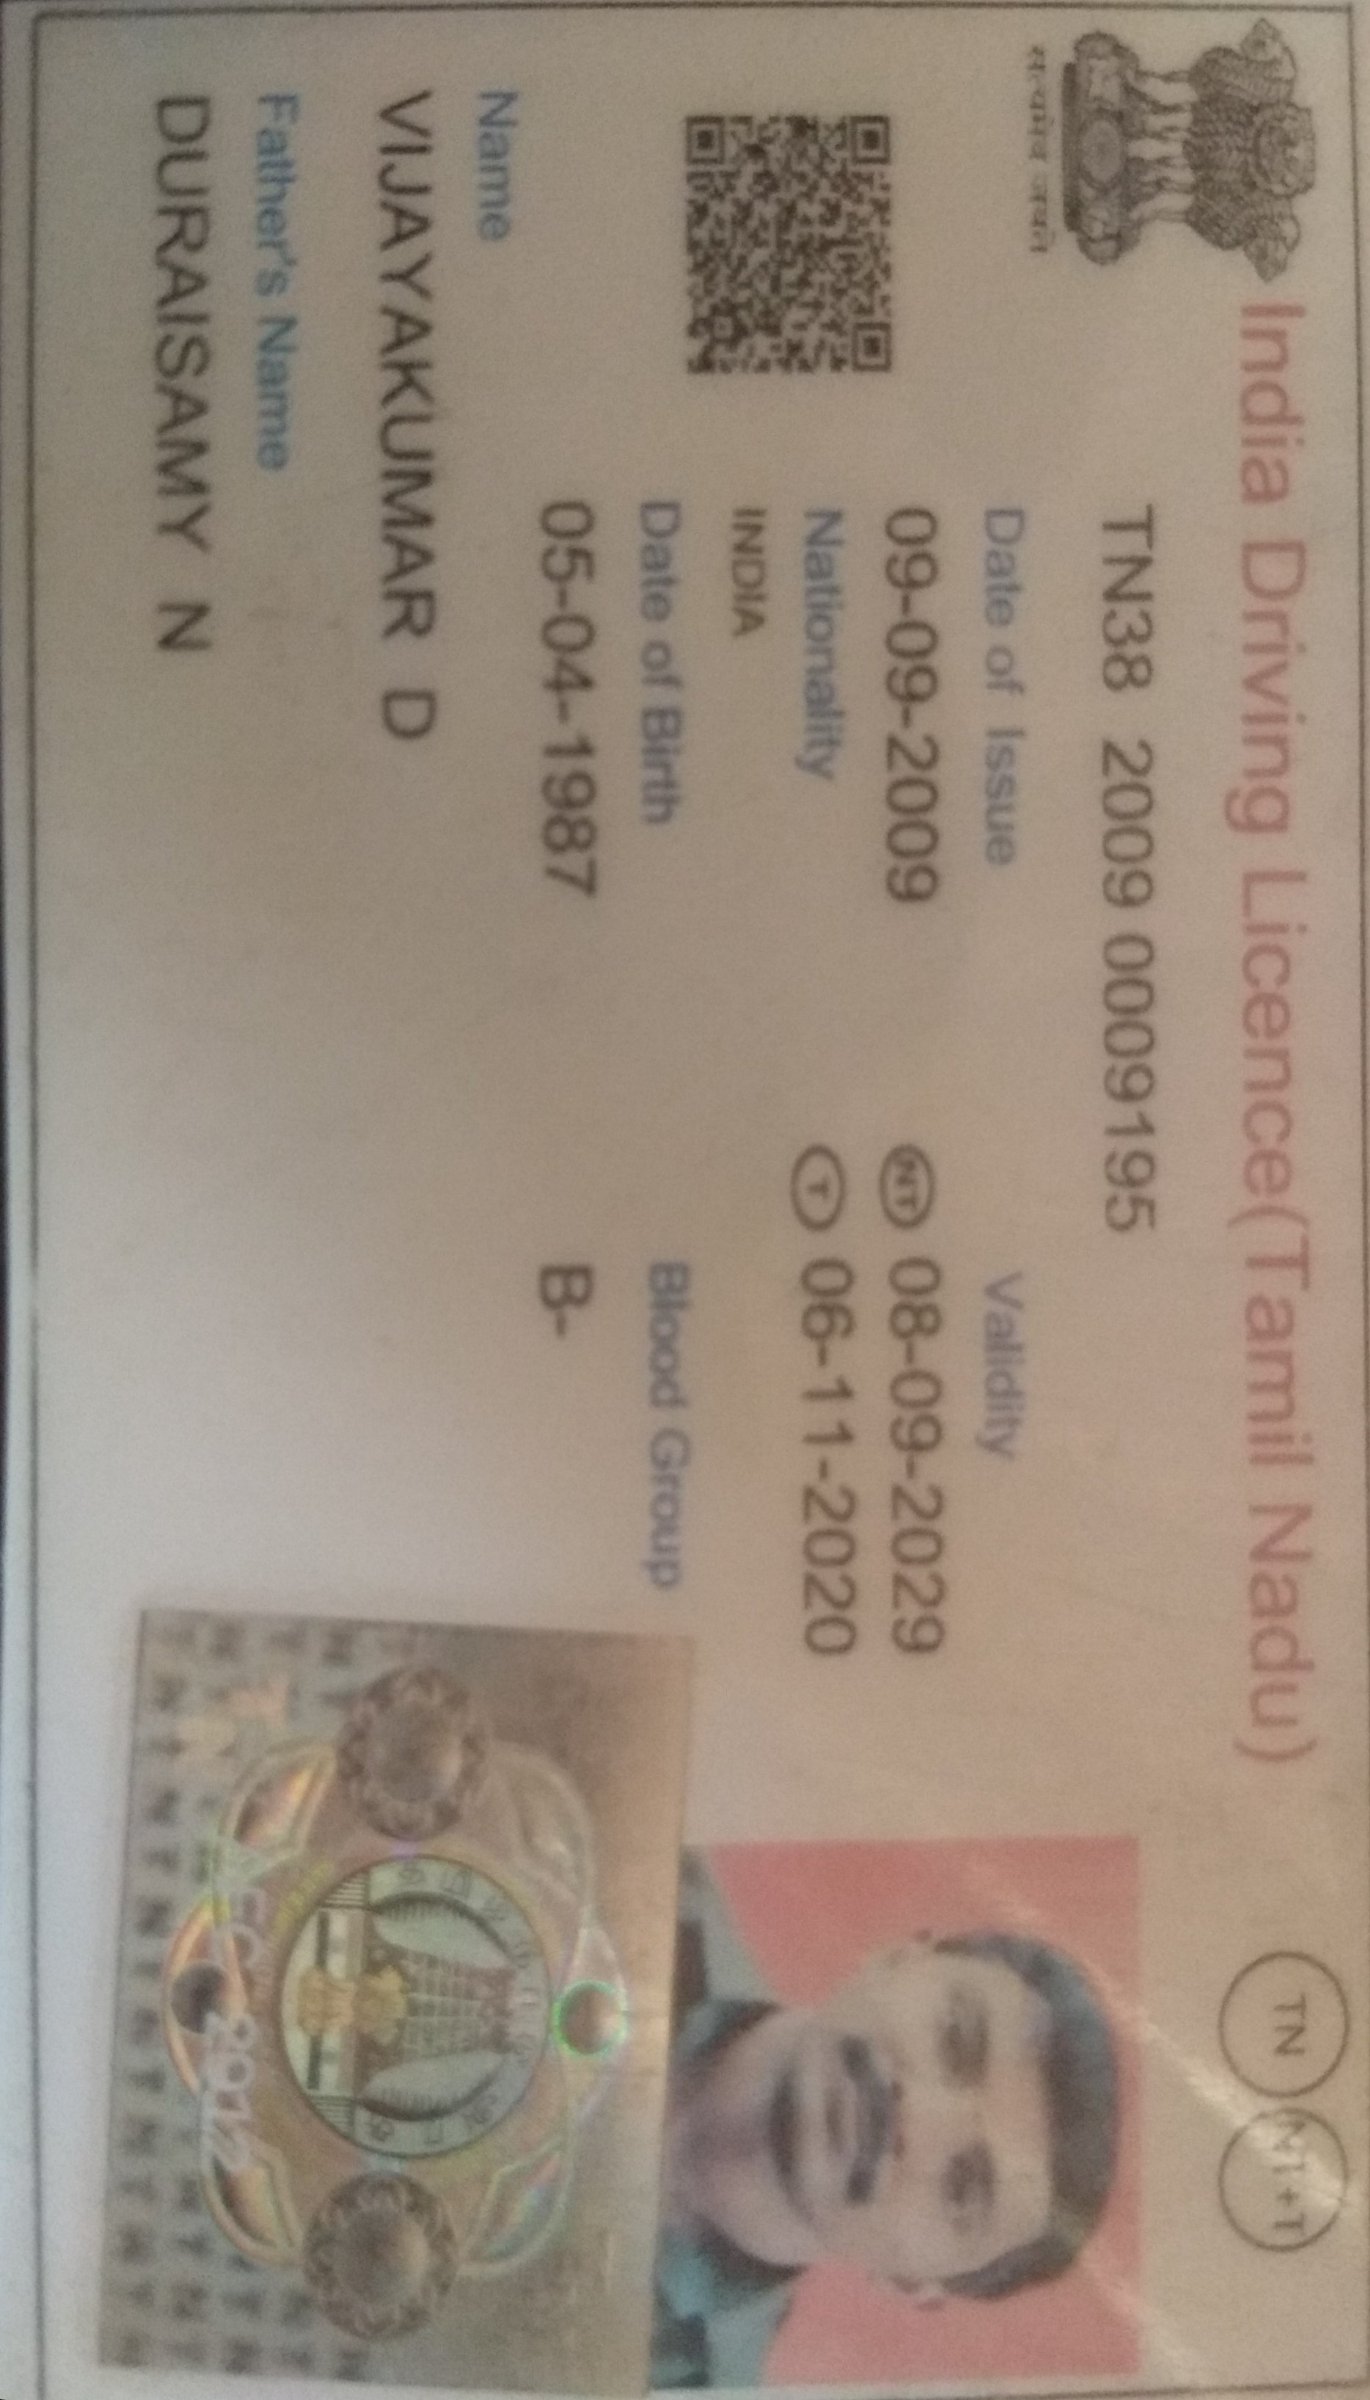 India Driving Licence(Tamil Nadu)
TN
NT+T
सत्यमेव जयते
TN38 2009 0009195
Date of Issue
Validity
09-09-2009
NT 08-09-2029
Nationality
T 06-11-2020
INDIA
Date of Birth
Blood Group
05-04-1987
B-
Name
VIJAYAKUMAR D
Father's Name
DURAISAMY N